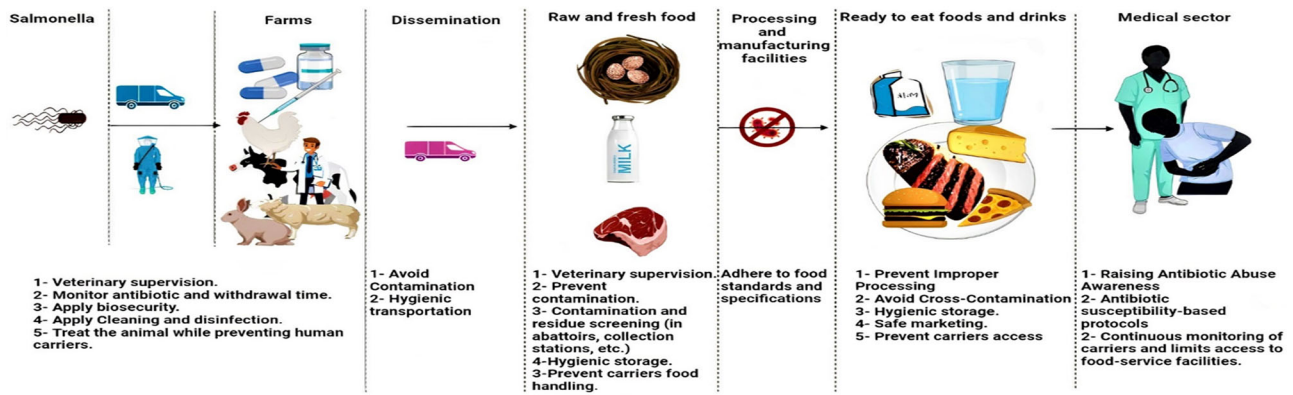 Salmonella
Farms
Dissemination
Raw and fresh food
Processing
and
manufacturing
facilities
Ready to eat foods and drinks
Medical sector
MILK
1- Veterinary supervision.
2- Monitor antibiotic and withdrawal time.
3- Apply biosecurity.
4- Apply Cleaning and disinfection.
5- Treat the animal while preventing human
carriers.
1- Avoid
Contamination
2- Hygienic
transportation
1- Veterinary supervision.
2- Prevent
contamination.
3- Contamination and
residue screening (in
abattoirs, collection
stations, etc.)
4-Hygienic storage.
3-Prevent carriers food
handling.
Adhere to food
standards and
specifications
1- Prevent Improper
Processing
2- Avoid Cross-Contamination
3- Hygienic storage.
4- Safe marketing.
5- Prevent carriers access
1- Raising Antibiotic Abuse
Awareness
2- Antibiotic
susceptibility-based
protocols
2- Continuous monitoring of
carriers and limits access to
food-service facilities.